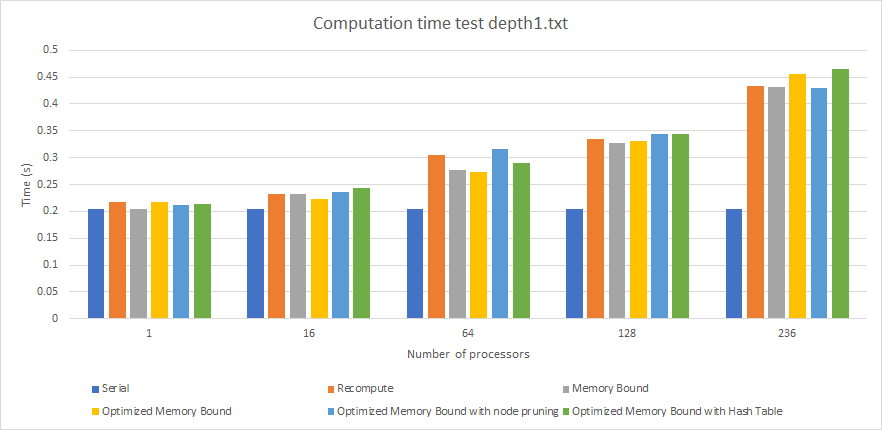 Computation time test depth1.txt
0.5
0.45
0.4
0.35
0.3
0.25
0.2
0.15
0.1
0.05
0
Time (s)
1 16 64 128 236
Number of processors
Serial Recompute Memory Bound
Optimized Memory Bound Optimized Memory Bound with node pruning Optimized Memory Bound with Hash Table